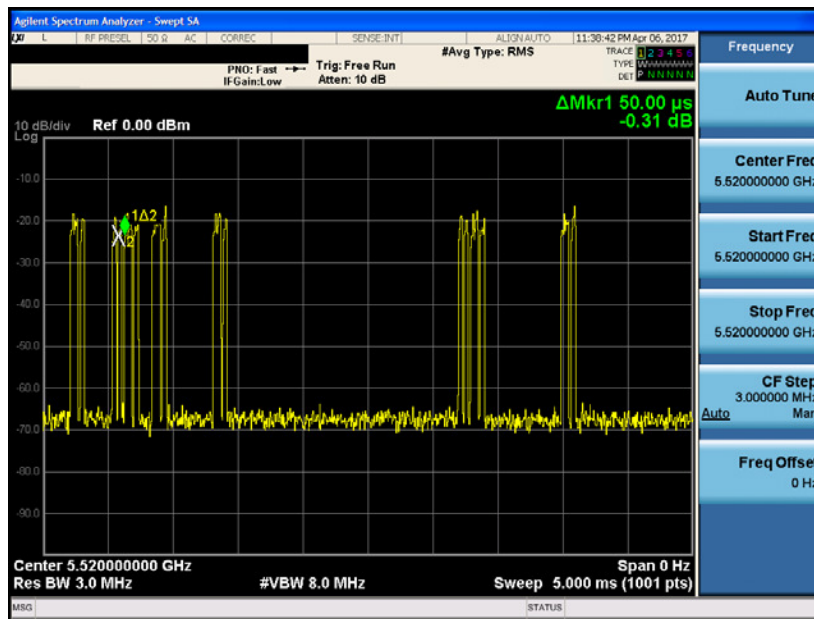 Agilent Spectrum Analyzer - Swept SA
L RF PRESEL 50 Ω AC CORREC SENSE:INT ALIGN AUTO 11:38:42 PM Apr 06, 2017
#Avg Type: RMS
TRACE 1 2 3 4 5 6
PNO: Fast
Trig: Free Run
TYPE W
IFGain:Low
Atten: 10 dB
DET P N N N N N
ΔMkr1 50.00 µs
-0.31 dB
10 dB/div Ref 0.00 dBm
Log
-10.0
-20.0
-30.0
-40.0
-50.0
-60.0
-70.0
-80.0
-90.0
1Δ2
2
Center 5.520000000 GHz
Span 0 Hz
Res BW 3.0 MHz
#VBW 8.0 MHz
Sweep 5.000 ms (1001 pts)
MSG
STATUS
Frequency
Auto Tune
Center Freq
5.520000000 GHz
Start Freq
5.520000000 GHz
Stop Freq
5.520000000 GHz
CF Step
3.000000 MHz
Auto Man
Freq Offset
0 Hz